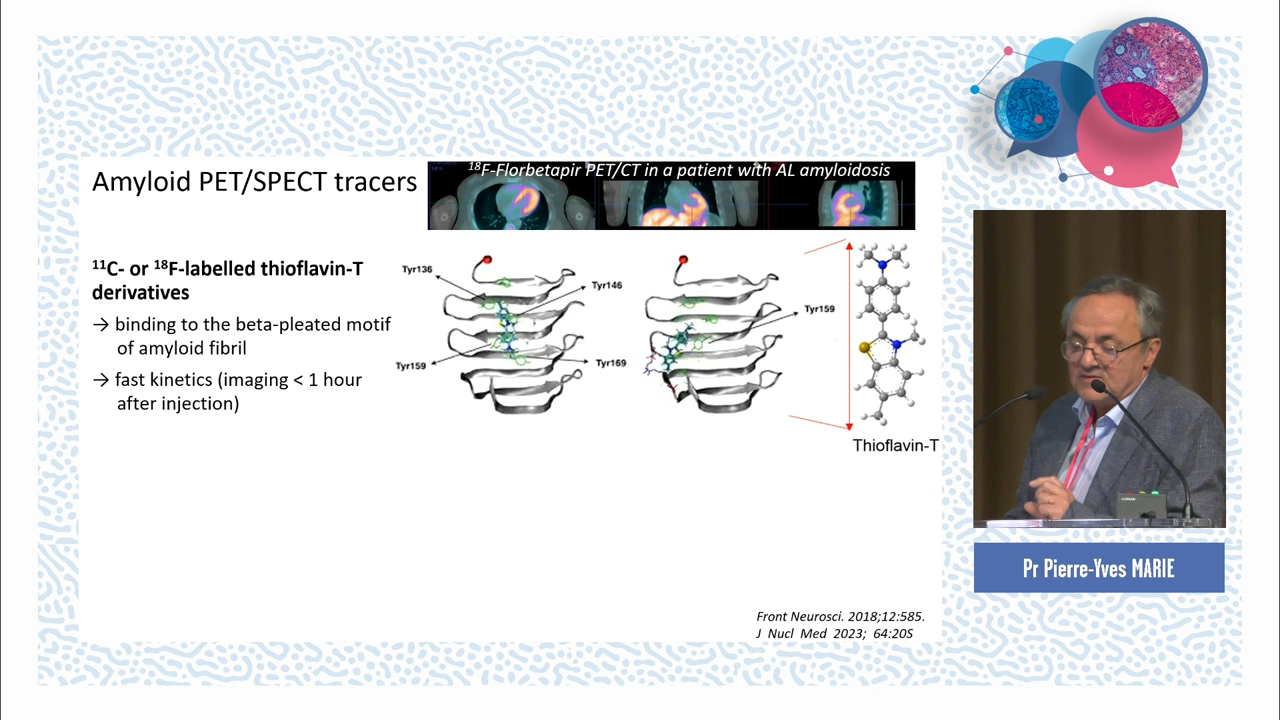 Amyloid PET/SPECT tracers
¹⁸F-Florbetapir PET/CT in a patient with AL amyloidosis
¹¹C- or ¹⁸F-labelled thioflavin-T
derivatives
→ binding to the beta-pleated motif
of amyloid fibril
→ fast kinetics (imaging < 1 hour
after injection)
Tyr136
Tyr146
Tyr159
Tyr169
Tyr159
Thioflavin-T
Front Neurosci. 2018;12:585.
J Nucl Med 2023; 64:20S
Pr Pierre-Yves MARIE